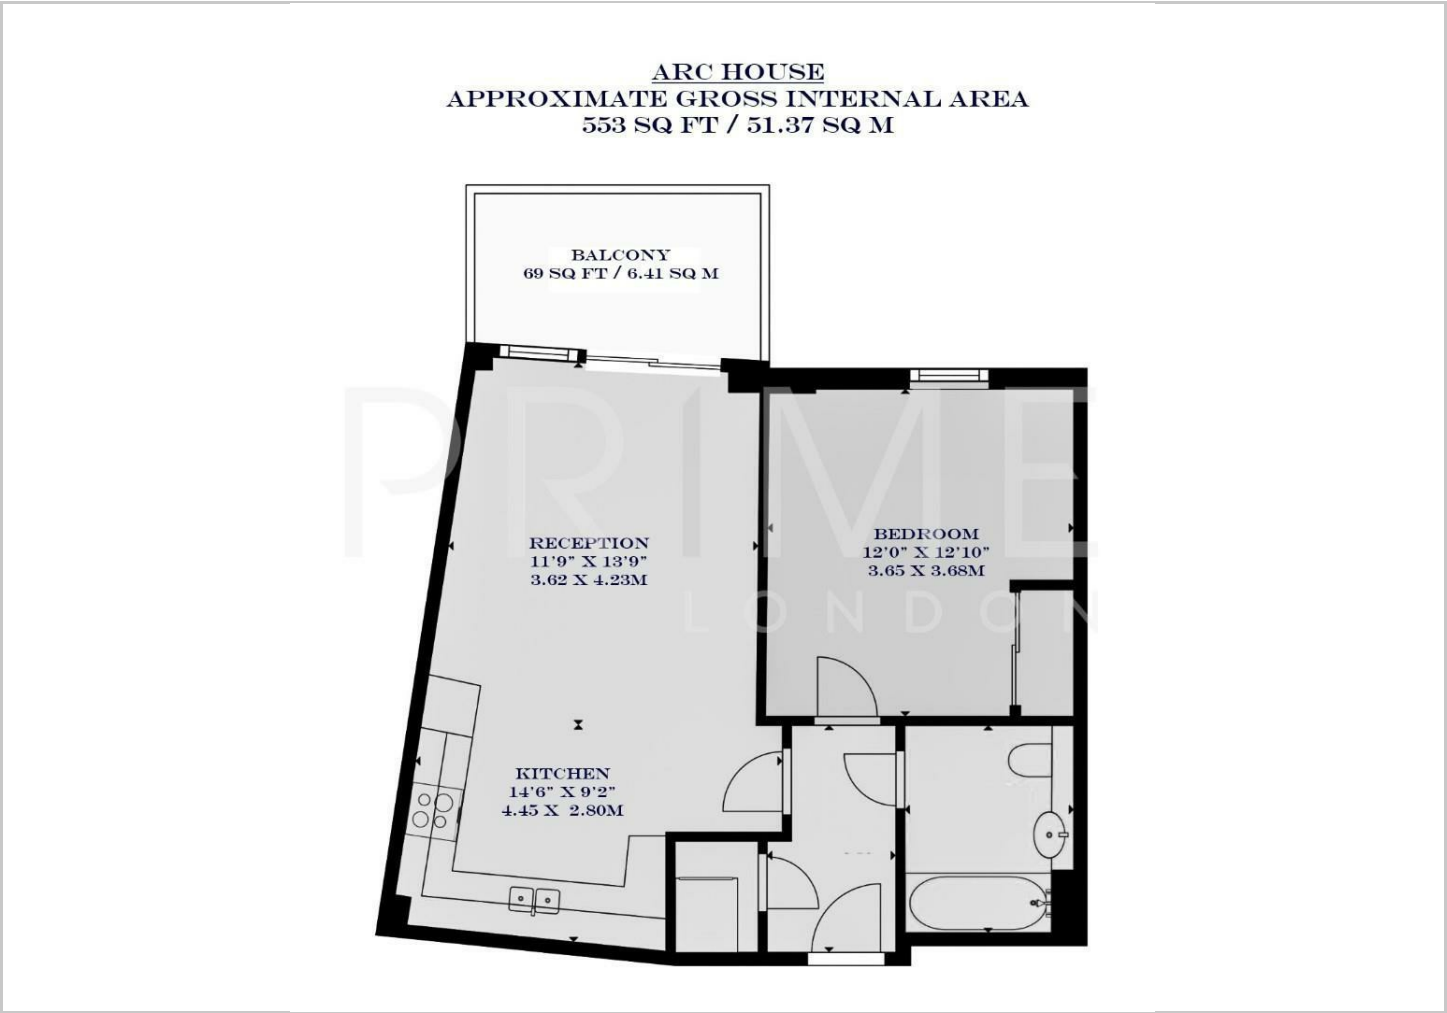 ARC HOUSE
APPROXIMATE GROSS INTERNAL AREA
553 SQ FT / 51.37 SQ M
BALCONY
69 SQ FT / 6.41 SQ M
PRIME
LONDON
RECEPTION
11'9" X 13'9"
3.62 X 4.23M
BEDROOM
12'0" X 12'10"
3.65 X 3.68M
KITCHEN
14'6" X 9'2"
4.45 X 2.80M